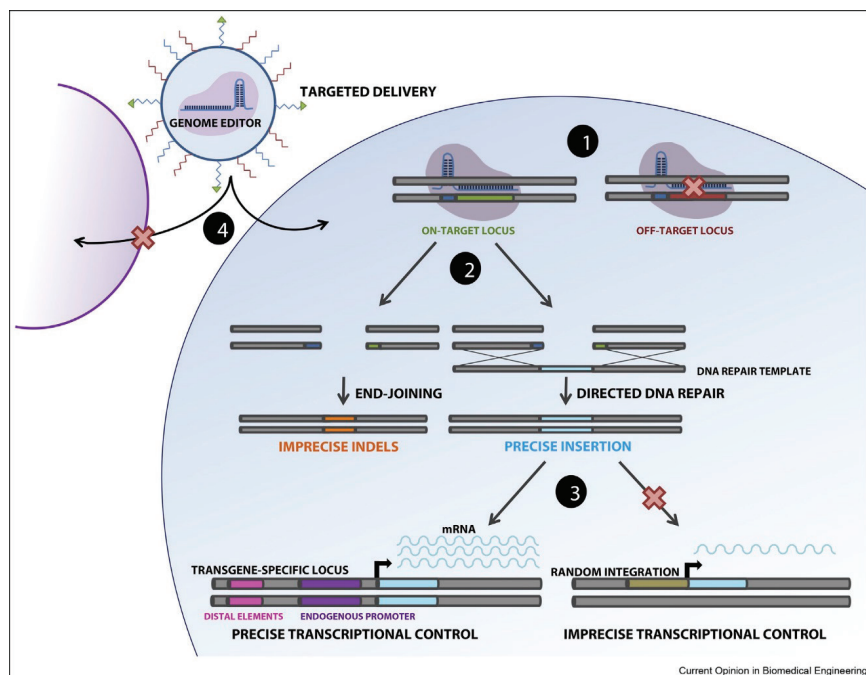 TARGETED DELIVERY
GENOME EDITOR
1
4
ON-TARGET LOCUS
OFF-TARGET LOCUS
2
DNA REPAIR TEMPLATE
END-JOINING
DIRECTED DNA REPAIR
IMPRECISE INDELS
PRECISE INSERTION
3
mRNA
TRANSGENE-SPECIFIC LOCUS
RANDOM INTEGRATION
DISTAL ELEMENTS
ENDOGENOUS PROMOTER
PRECISE TRANSCRIPTIONAL CONTROL
IMPRECISE TRANSCRIPTIONAL CONTROL
Current Opinion in Biomedical Engineering